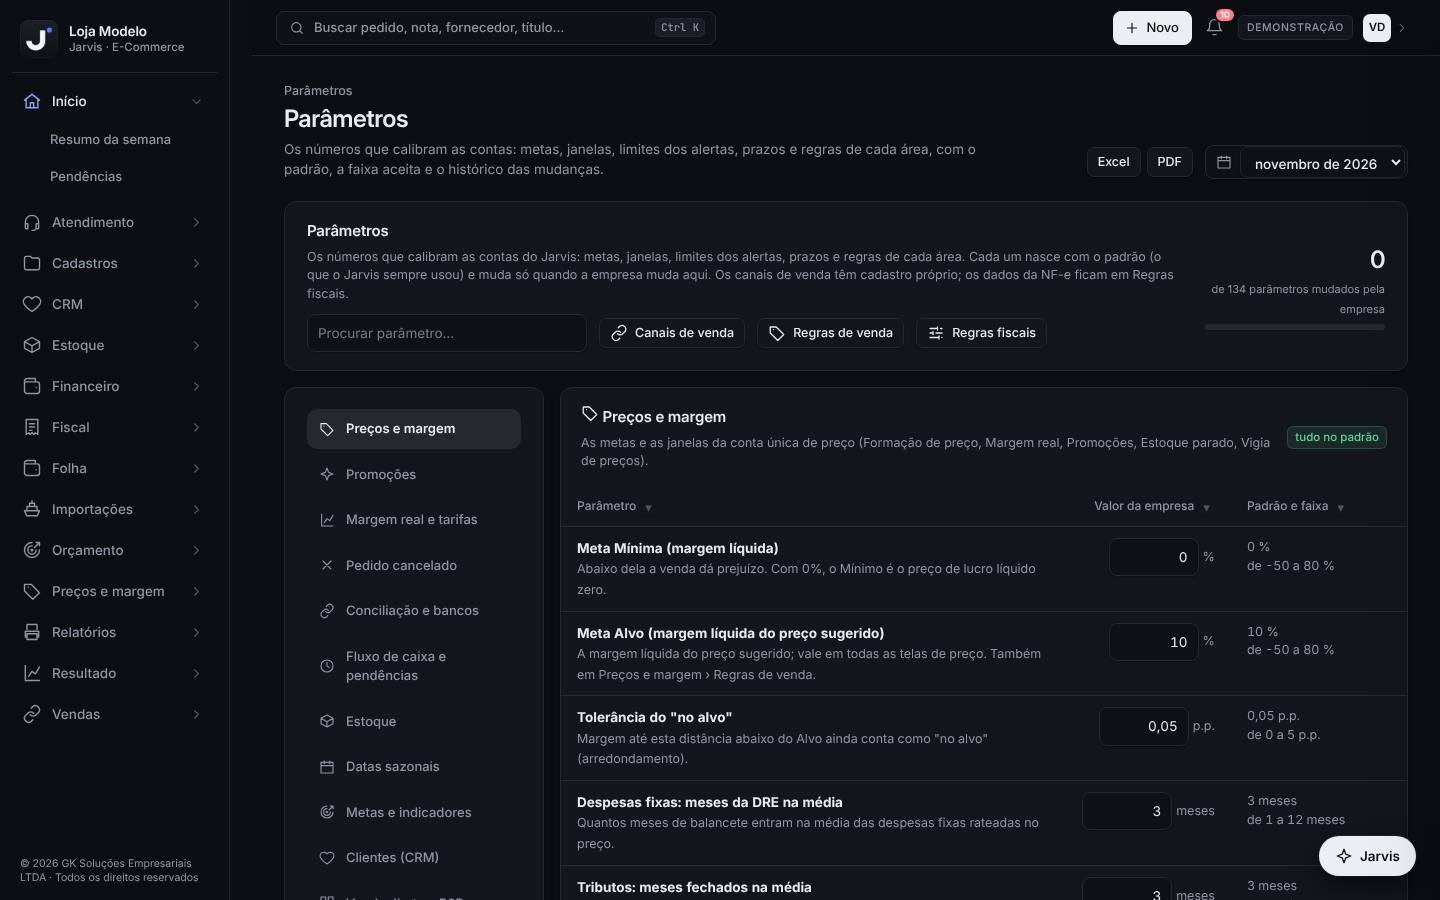 Loja Modelo
Jarvis · E-Commerce
Início
Resumo da semana
Pendências
Atendimento
Cadastros
CRM
Estoque
Financeiro
Fiscal
Folha
Importações
Orçamento
Preços e margem
Relatórios
Resultado
Vendas
© 2026 GK Soluções Empresariais
LTDA · Todos os direitos reservados
Buscar pedido, nota, fornecedor, título...
Ctrl K
Novo
10
DEMONSTRAÇÃO
VD
Parâmetros
Parâmetros
Os números que calibram as contas: metas, janelas, limites dos alertas, prazos e regras de cada área, com o
padrão, a faixa aceita e o histórico das mudanças.
Excel
PDF
novembro de 2026
Parâmetros
Os números que calibram as contas do Jarvis: metas, janelas, limites dos alertas, prazos e regras de cada área. Cada um nasce com o padrão (o
que o Jarvis sempre usou) e muda só quando a empresa muda aqui. Os canais de venda têm cadastro próprio; os dados da NF-e ficam em Regras
fiscais.
Procurar parâmetro...
Canais de venda
Regras de venda
Regras fiscais
0
de 134 parâmetros mudados pela
empresa
Preços e margem
Promoções
Margem real e tarifas
Pedido cancelado
Conciliação e bancos
Fluxo de caixa e
pendências
Estoque
Datas sazonais
Metas e indicadores
Clientes (CRM)
Preços e margem
As metas e as janelas da conta única de preço (Formação de preço, Margem real, Promoções, Estoque parado, Vigia
de preços).
tudo no padrão
Parâmetro
Valor da empresa
Padrão e faixa
Meta Mínima (margem líquida)
Abaixo dela a venda dá prejuízo. Com 0%, o Mínimo é o preço de lucro líquido
zero.
0 %
0 %
de -50 a 80 %
Meta Alvo (margem líquida do preço sugerido)
A margem líquida do preço sugerido; vale em todas as telas de preço. Também
em Preços e margem › Regras de venda.
10 %
10 %
de -50 a 80 %
Tolerância do "no alvo"
Margem até esta distância abaixo do Alvo ainda conta como "no alvo"
(arredondamento).
0,05 p.p.
0,05 p.p.
de 0 a 5 p.p.
Despesas fixas: meses da DRE na média
Quantos meses de balancete entram na média das despesas fixas rateadas no
preço.
3 meses
3 meses
de 1 a 12 meses
Tributos: meses fechados na média
3 meses
3 meses
Jarvis